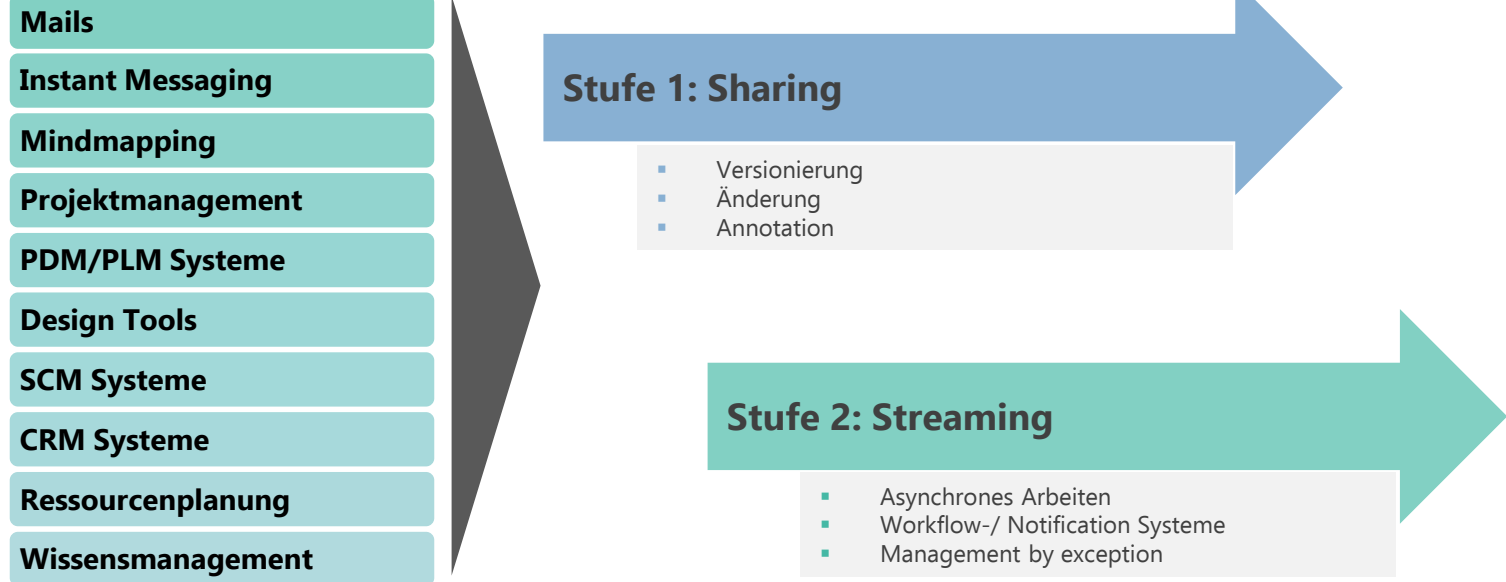 Mails
Instant Messaging
Mindmapping
Projektmanagement
PDM/PLM Systeme
Design Tools
SCM Systeme
CRM Systeme
Ressourcenplanung
Wissensmanagement
Stufe 1: Sharing
Versionierung
Änderung
Annotation
Stufe 2: Streaming
Asynchrones Arbeiten
Workflow-/ Notification Systeme
Management by exception